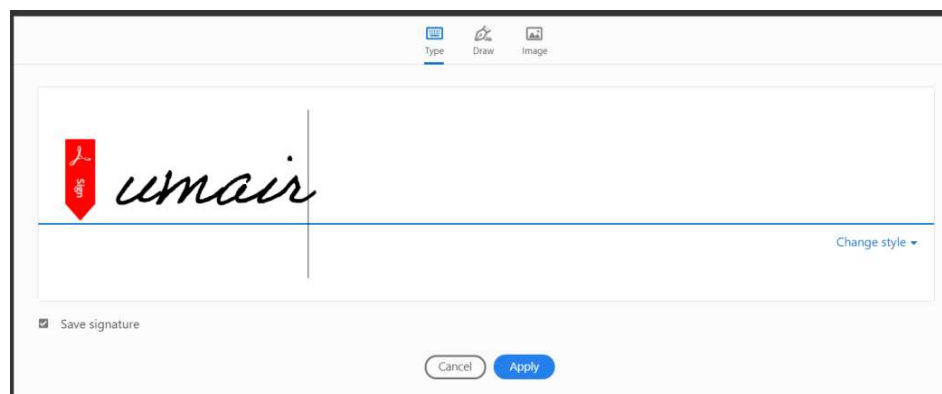 Type Draw Image
Sign umair
Change style
Save signature
Cancel Apply